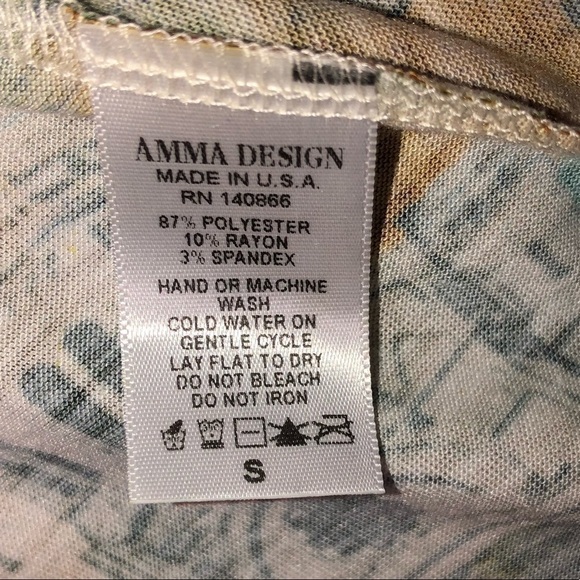 AMMA DESIGN
MADE IN U.S.A.
RN 140866
87% POLYESTER
10% RAYON
3% SPANDEX
HAND OR MACHINE
WASH
COLD WATER ON
GENTLE CYCLE
LAY FLAT TO DRY
DO NOT BLEACH
DO NOT IRON
S